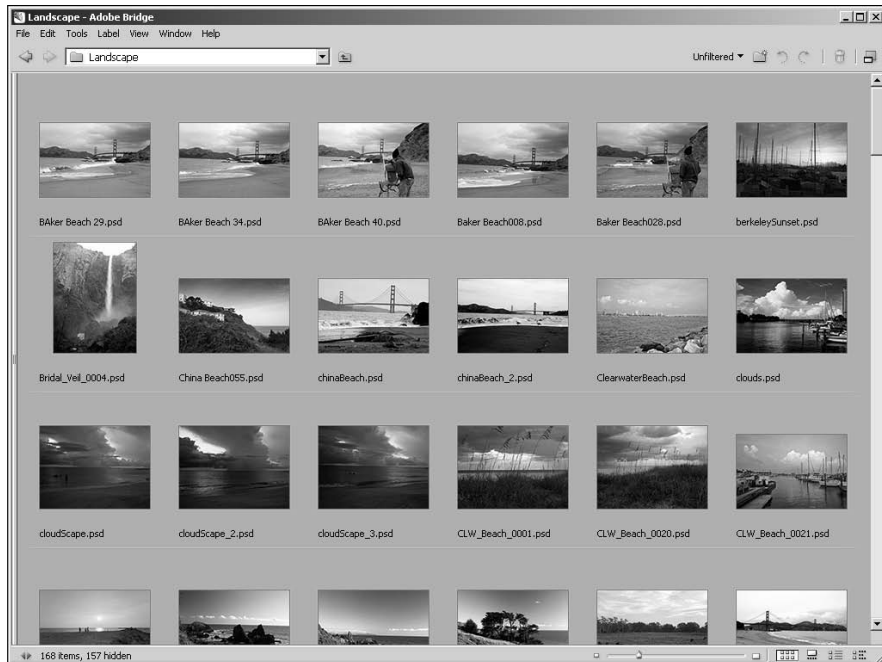 Landscape - Adobe Bridge
File Edit Tools Label View Window Help
Landscape
Unfiltered
BAker Beach 29.psd BAker Beach 34.psd BAker Beach 40.psd Baker Beach008.psd Baker Beach028.psd berkeleySunset.psd
Bridal_Veil_0004.psd China Beach055.psd chinaBeach.psd chinaBeach_2.psd ClearwaterBeach.psd clouds.psd
cloudScape.psd cloudScape_2.psd cloudScape_3.psd CLW_Beach_0001.psd CLW_Beach_0020.psd CLW_Beach_0021.psd
168 items, 157 hidden